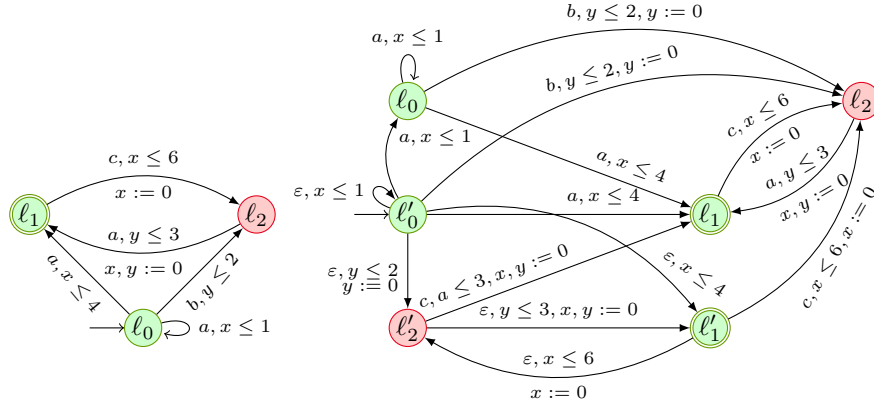 c, x ≤ 6
x := 0
ℓ1
ℓ2
a, y ≤ 3
x, y := 0
a, x ≤ 4
b, y ≤ 2
ℓ0
a, x ≤ 1
b, y ≤ 2, y := 0
a, x ≤ 1
b, y ≤ 2, y := 0
ℓ0
ℓ2
a, x ≤ 1
c, x ≤ 6
x := 0
a, y ≤ 3
x, y := 0
a, x ≤ 4
ε, x ≤ 1
ℓ′0
a, x ≤ 4
ℓ1
ε, y ≤ 2
y := 0
c, a ≤ 3, x, y := 0
ε, x ≤ 4
c, x ≤ 6, x := 0
ℓ′2
ε, y ≤ 3, x, y := 0
ℓ′1
ε, x ≤ 6
x := 0